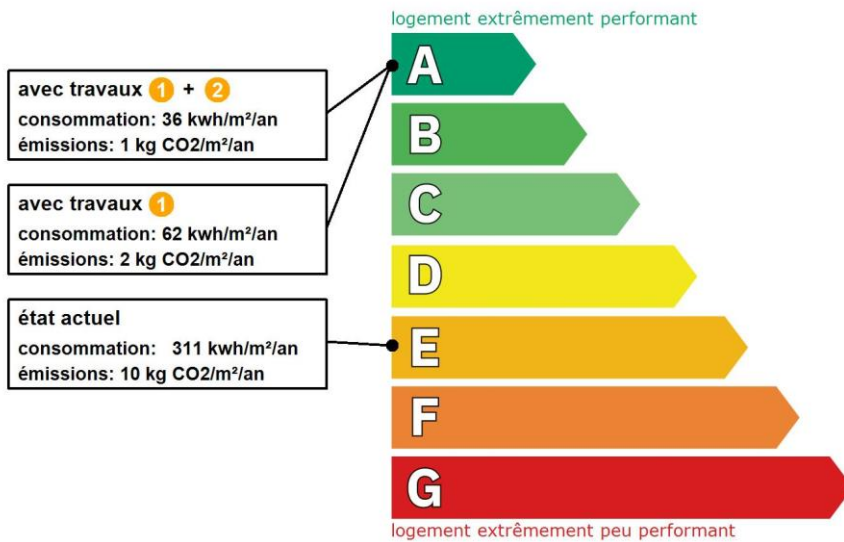 logement extrêmement performant
A
avec travaux 1 + 2
consommation: 36 kwh/m²/an
émissions: 1 kg CO2/m²/an
B
avec travaux 1
consommation: 62 kwh/m²/an
émissions: 2 kg CO2/m²/an
C
D
état actuel
consommation: 311 kwh/m²/an
émissions: 10 kg CO2/m²/an
E
F
G
logement extrêmement peu performant